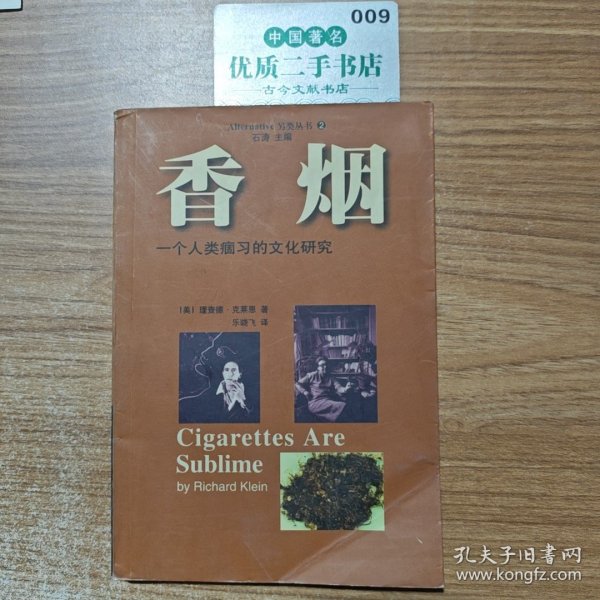 009
中国著名
优质二手书店
古今文献书店
Alternative 另类丛书 ❷
石涛 主编
香 烟
一个人类痼习的文化研究
[美] 理查德·克莱恩 著
乐晓飞 译
Cigarettes Are
Sublime
by Richard Klein
孔夫子旧书网
www.kongfz.com